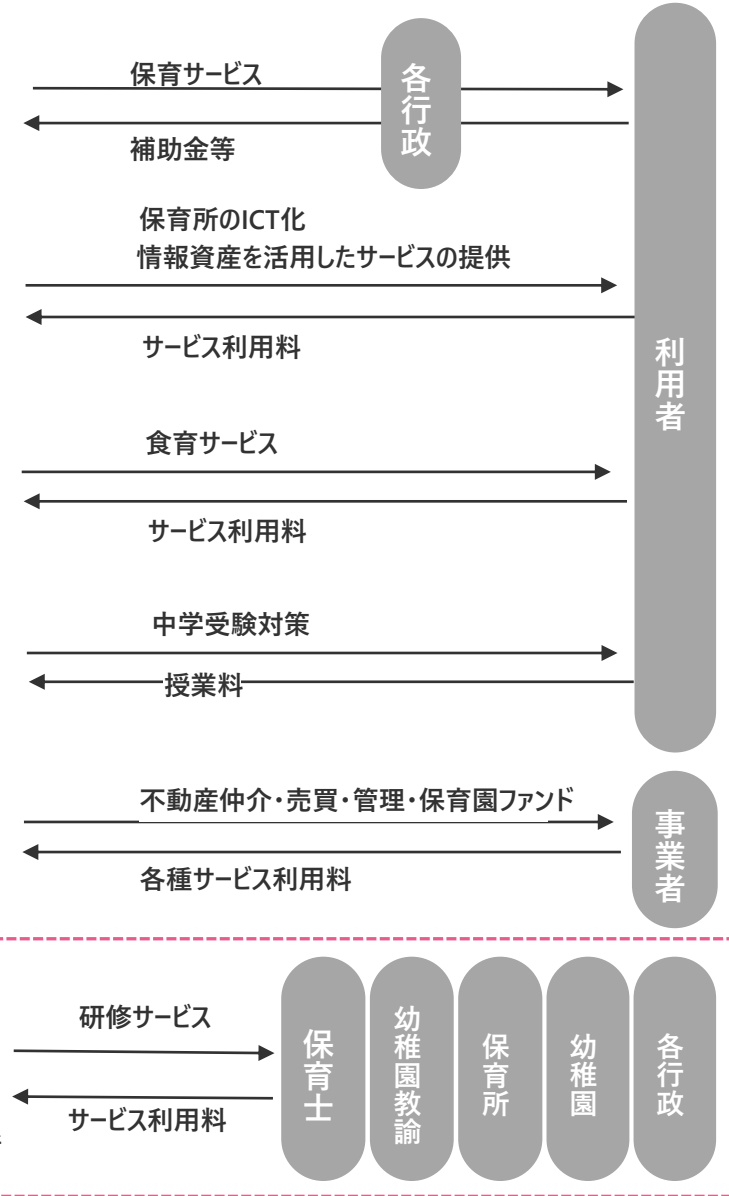 保育サービス
各行政
補助金等
保育所のICT化
情報資産を活用したサービスの提供
サービス利用料
利用者
食育サービス
サービス利用料
中学受験対策
授業料
不動産仲介・売買・管理・保育園ファンド
事業者
各種サービス利用料
研修サービス
サービス利用料
保育士
幼稚園教諭
保育所
幼稚園
各行政